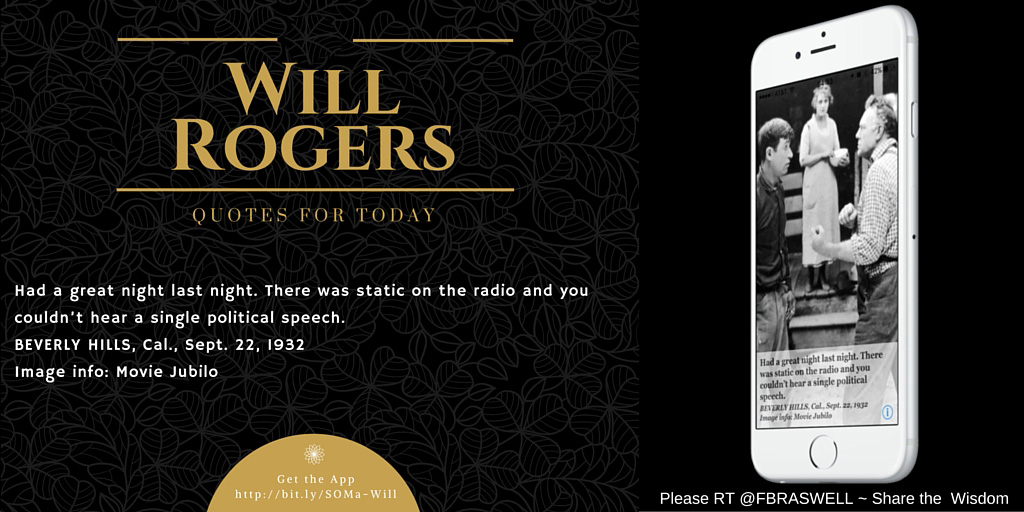 WILL
ROGERS
QUOTES FOR TODAY
Had a great night last night. There was static on the radio and you
couldn't hear a single political speech.
BEVERLY HILLS, Cal., Sept. 22, 1932
Image info: Movie Jubilo
Get the App
http://bit.ly/SOMa-Will
Had a great night last night. There
was static on the radio and you
couldn't hear a single political
speech.
BEVERLY HILLS, Cal., Sept. 22, 1932
Image info: Movie Jubilo
Please RT @FBRASWELL ~ Share the Wisdom